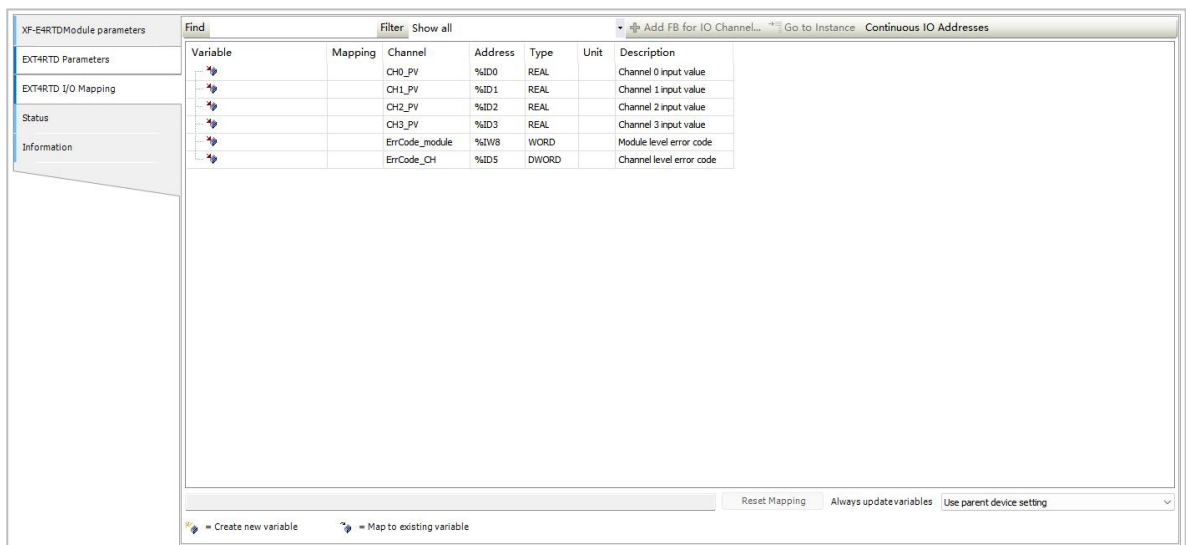 XF-E4RTDModule parameters
EXT4RTD Parameters
EXT4RTD I/O Mapping
Status
Information
Find Filter Show all Add FB for IO Channel... Go to Instance Continuous IO Addresses
Variable Mapping Channel Address Type Unit Description
CH0_PV %ID0 REAL Channel 0 input value
CH1_PV %ID1 REAL Channel 1 input value
CH2_PV %ID2 REAL Channel 2 input value
CH3_PV %ID3 REAL Channel 3 input value
ErrCode_module %IW8 WORD Module level error code
ErrCode_CH %ID5 DWORD Channel level error code
Reset Mapping Always updatevariables Use parent device setting
= Create new variable = Map to existing variable